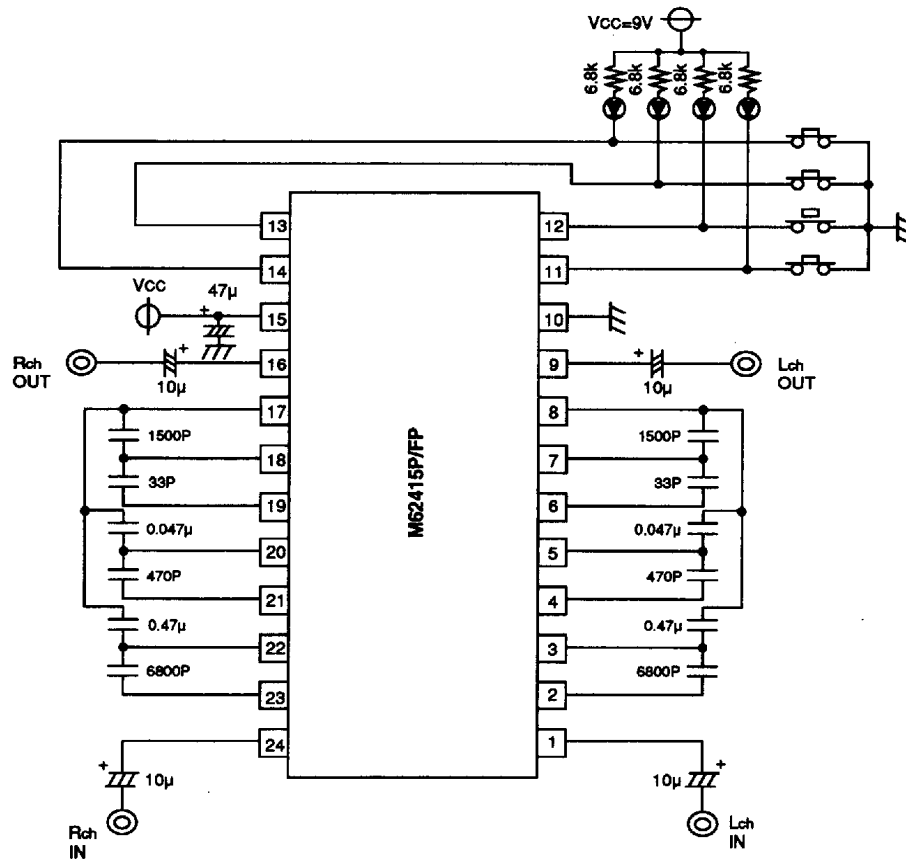 VCC=9V
6.8k 6.8k 6.8k 6.8k
13 12
14 11
VCC 47μ + 15 10
Rch OUT + 10μ 16 9 + 10μ Lch OUT
17 8
1500P 1500P
18 7
33P 33P
19 6
0.047μ 0.047μ
20 5
470P 470P
21 4
0.47μ 0.47μ
22 3
6800P 6800P
23 2
24 1
+ 10μ 10μ +
Rch IN Lch IN
M62415P/FP